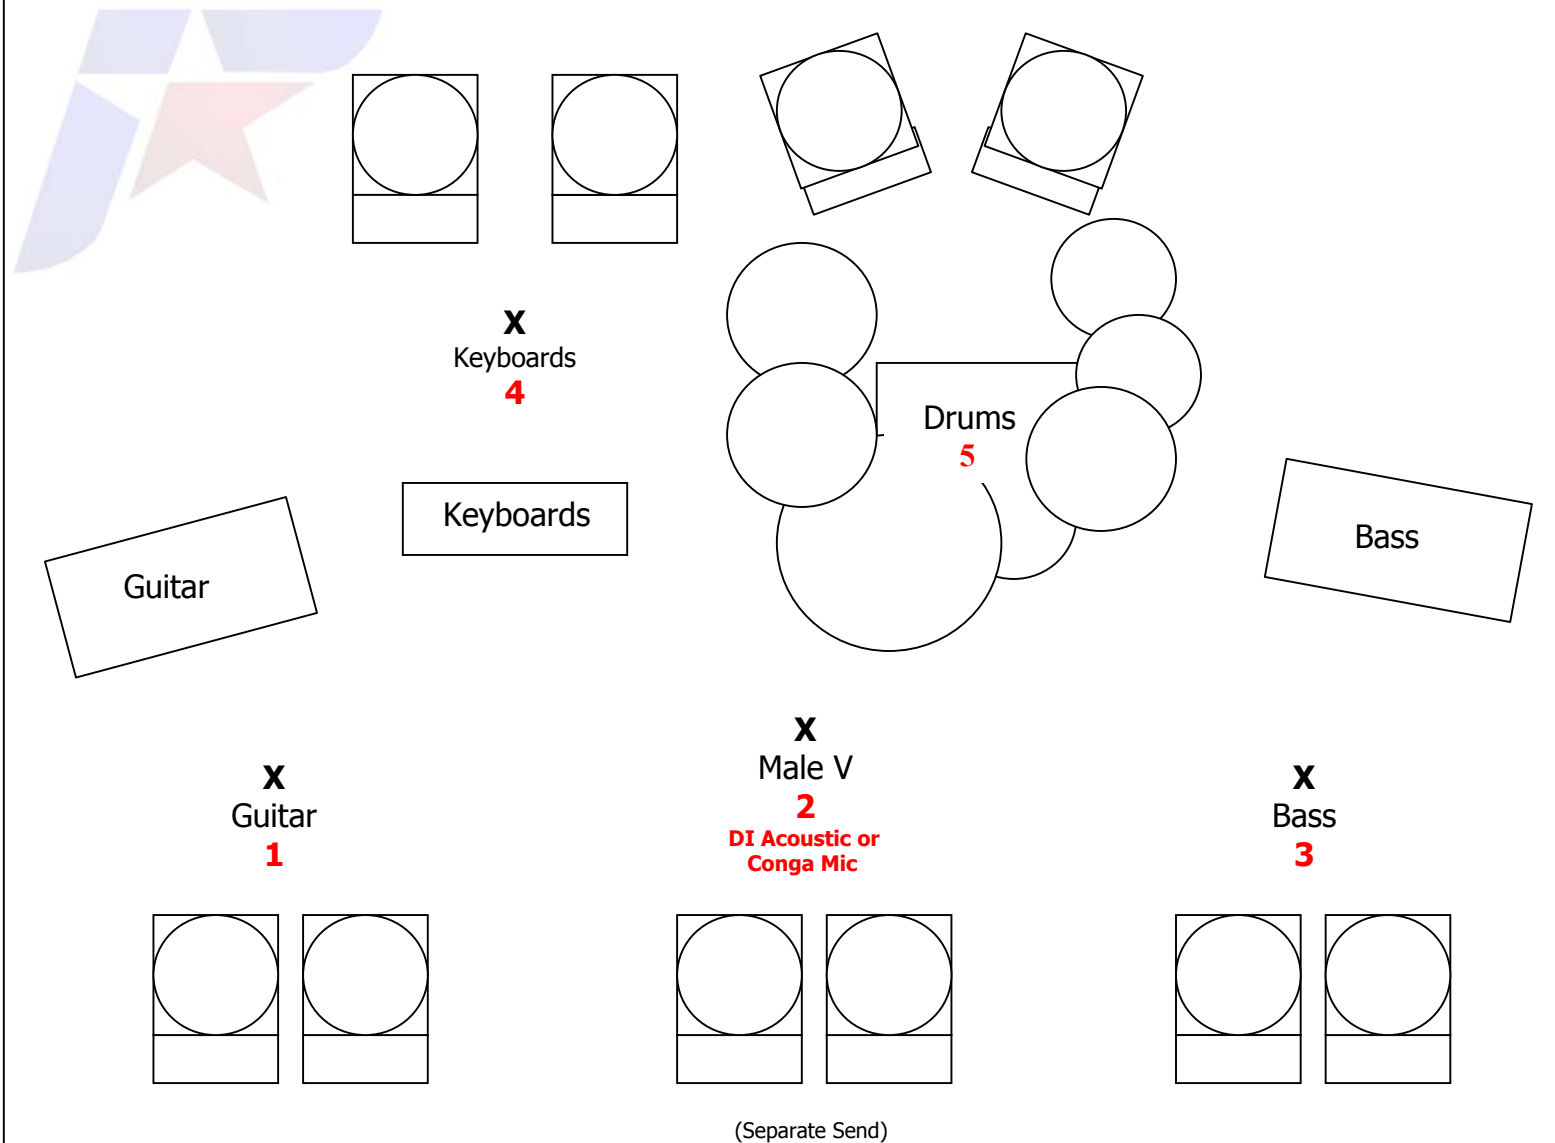 X
Keyboards
4
Drums
5
Keyboards
Bass
Guitar
X
Male V
2
DI Acoustic or
Conga Mic
X
Guitar
1
X
Bass
3
(Separate Send)